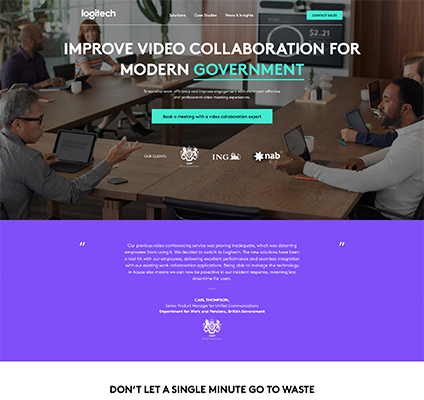 logitech
Solutions Case Studies News & Insights
CONTACT SALES
$2.21
IMPROVE VIDEO COLLABORATION FOR
MODERN GOVERNMENT
Streamline team efficiency and improve engagement with more cost effective
and professional video meeting experiences.
Book a meeting with a video collaboration expert
OUR CLIENTS:
DWP
ING
nab
“ Our previous video conferencing service was proving inadequate, which was deterring ”
employees from using it. We decided to switch to Logitech. The new solutions have been
a real hit with our employees, delivering excellent performance and seamless integration
with our existing work collaboration applications. Being able to manage the technology
in house also means we can now be proactive in our incident response, meaning less
downtime for users.
CARL THOMPSON,
Senior Product Manager for Unified Communications
Department for Work and Pensions, British Government
DWP
DON’T LET A SINGLE MINUTE GO TO WASTE